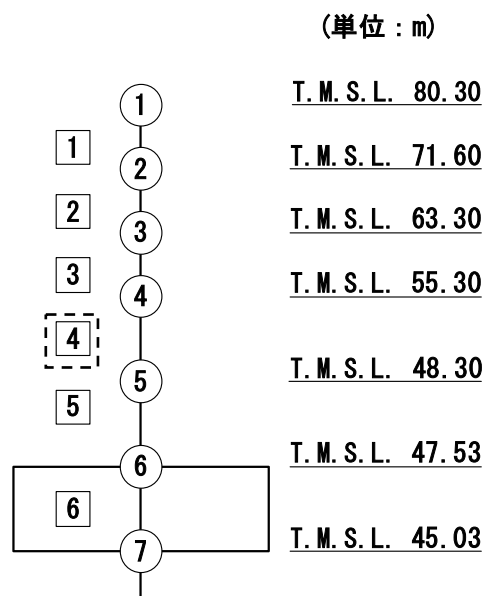 (単位：m)
① T.M.S.L. 80.30
1
② T.M.S.L. 71.60
2
③ T.M.S.L. 63.30
3
④ T.M.S.L. 55.30
4
⑤ T.M.S.L. 48.30
5
⑥ T.M.S.L. 47.53
6
⑦ T.M.S.L. 45.03